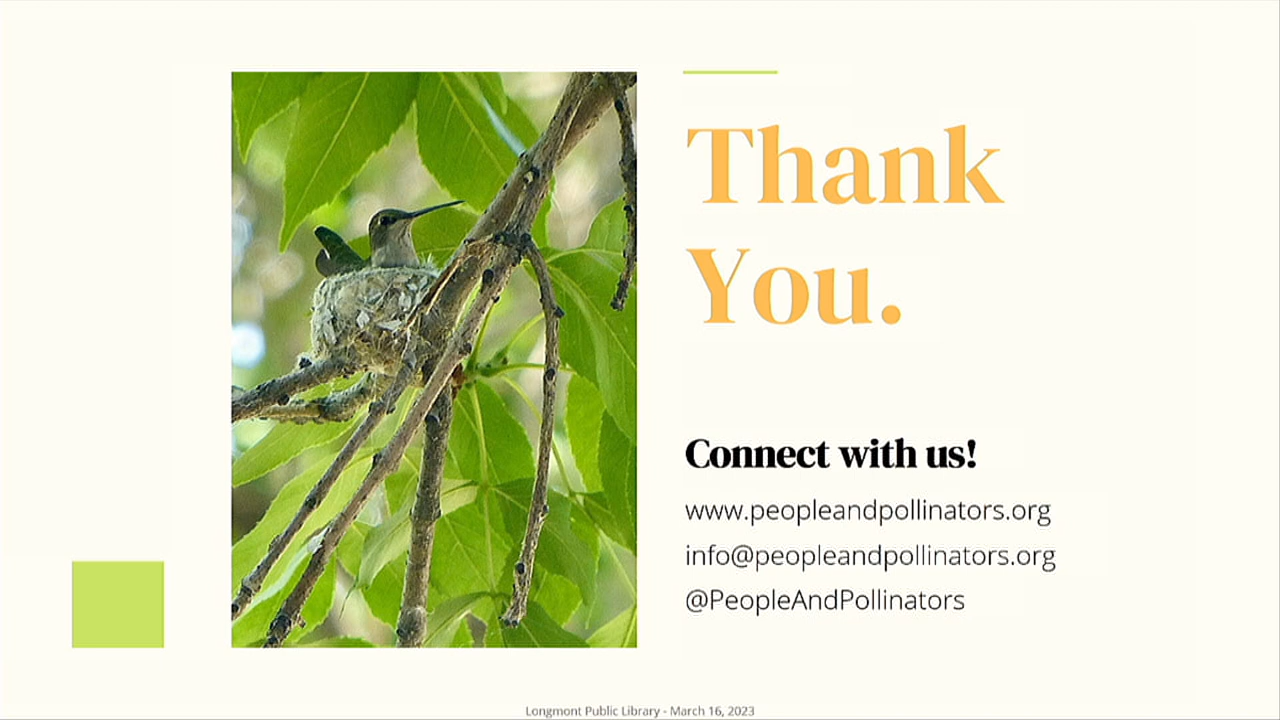 Thank
You.
Connect with us!
www.peopleandpollinators.org
info@peopleandpollinators.org
@PeopleAndPollinators
Longmont Public Library - March 16, 2023